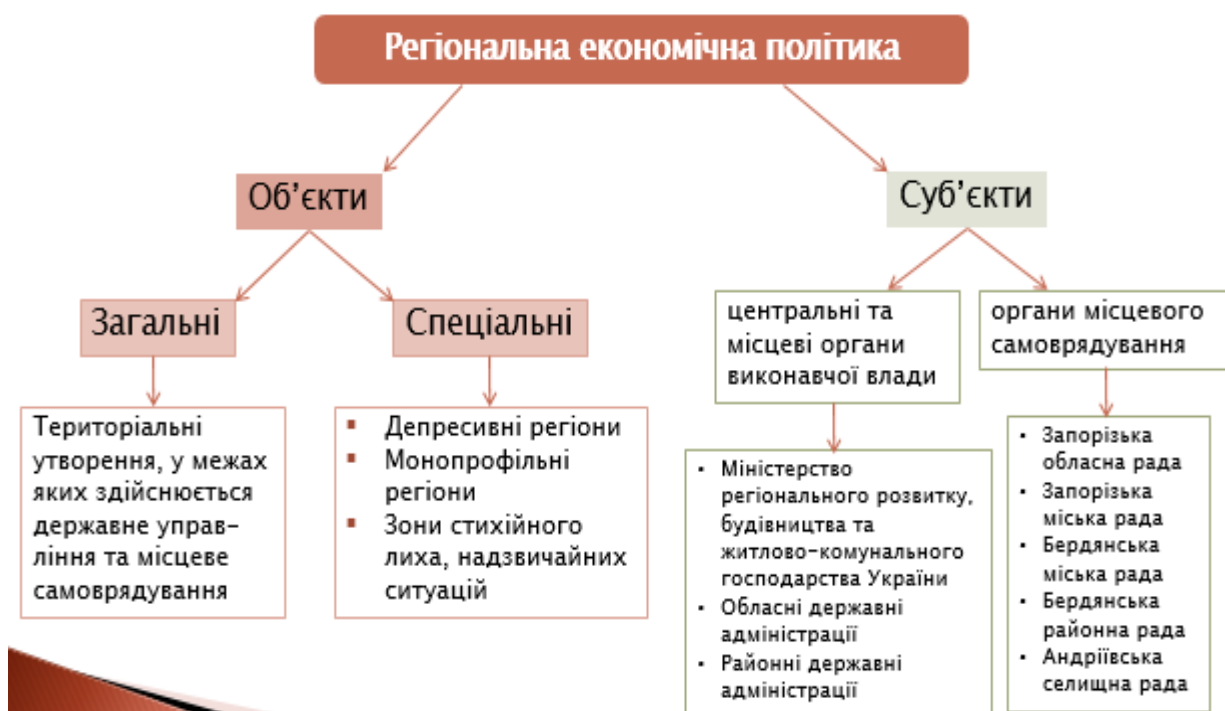 Регіональна економічна політика
Об’єкти
Суб’єкти
Загальні
Спеціальні
центральні та
місцеві органи
виконавчої влади
органи місцевого
самоврядування
Територіальні
утворення, у межах
яких здійснюється
державне управ-
ління та місцеве
самоврядування
▪ Депресивні регіони
▪ Монопрофільні
регіони
▪ Зони стихійного
лиха, надзвичайних
ситуацій
• Міністерство
регіонального розвитку,
будівництва та
житлово-комунального
господарства України
• Обласні державні
адміністрації
• Районні державні
адміністрації
• Запорізька
обласна рада
• Запорізька
міська рада
• Бердянська
міська рада
• Бердянська
районна рада
• Андріївська
селищна рада